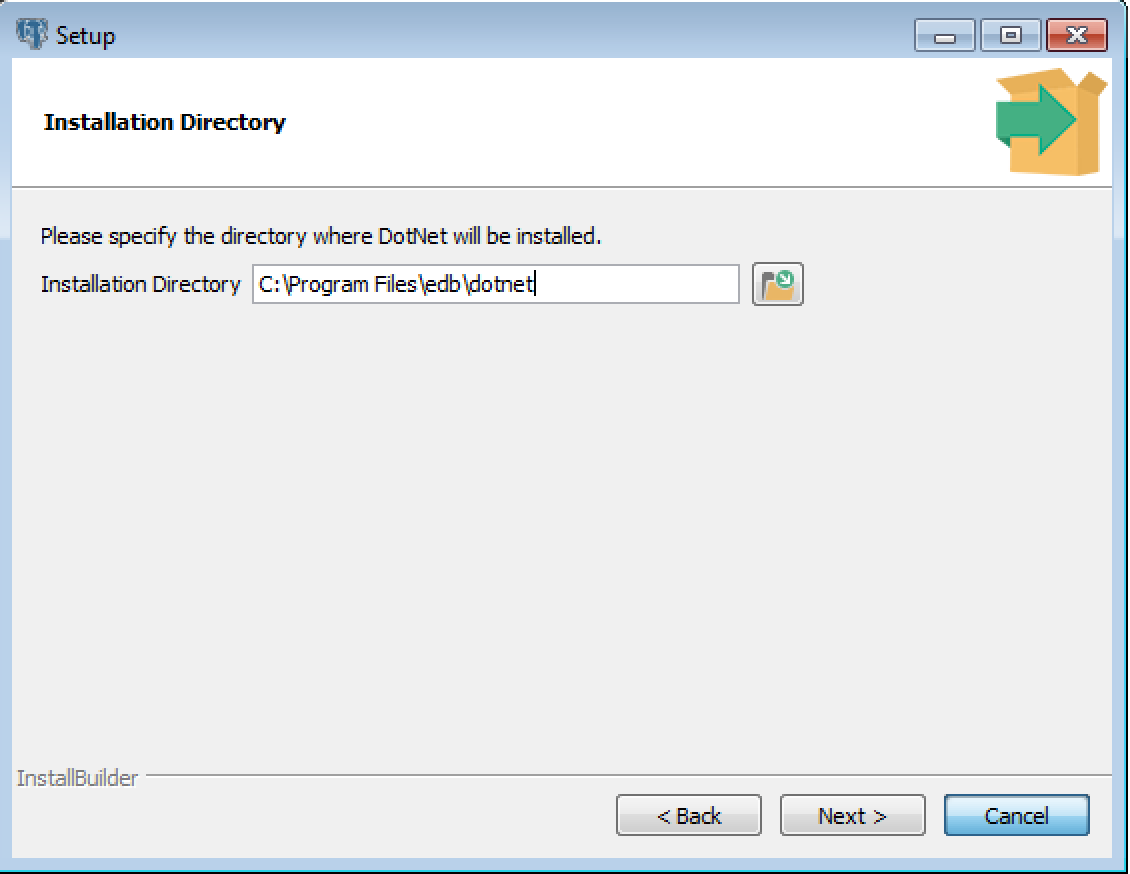 Setup
Installation Directory
Please specify the directory where DotNet will be installed.
Installation Directory C:\Program Files\edb\dotnet
InstallBuilder
< Back Next > Cancel